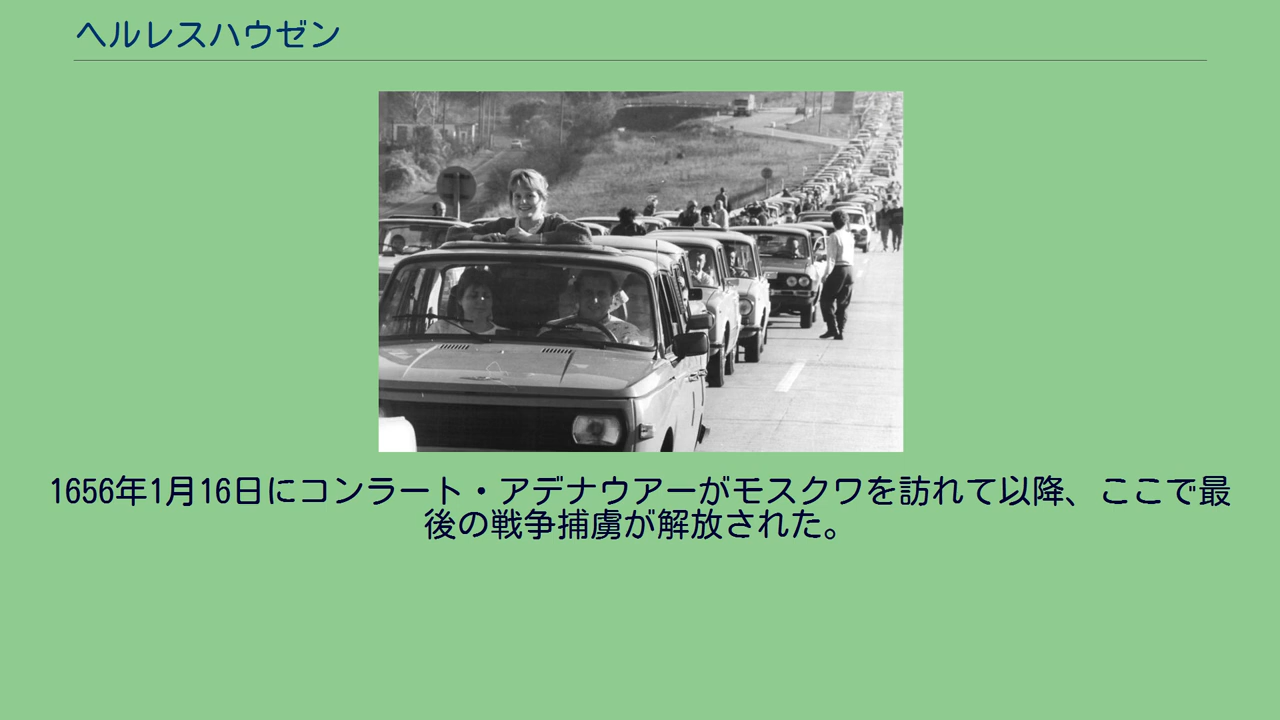 ヘルレスハウゼン
1656年1月16日にコンラート・アデナウアーがモスクワを訪れて以降、ここで最
後の戦争捕虜が解放された。